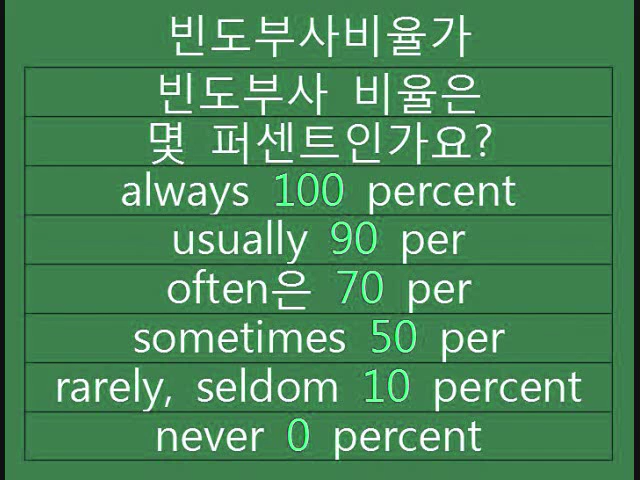 빈도부사비율가
빈도부사 비율은
몇 퍼센트인가요?
always 100 percent
usually 90 per
often은 70 per
sometimes 50 per
rarely, seldom 10 percent
never 0 percent